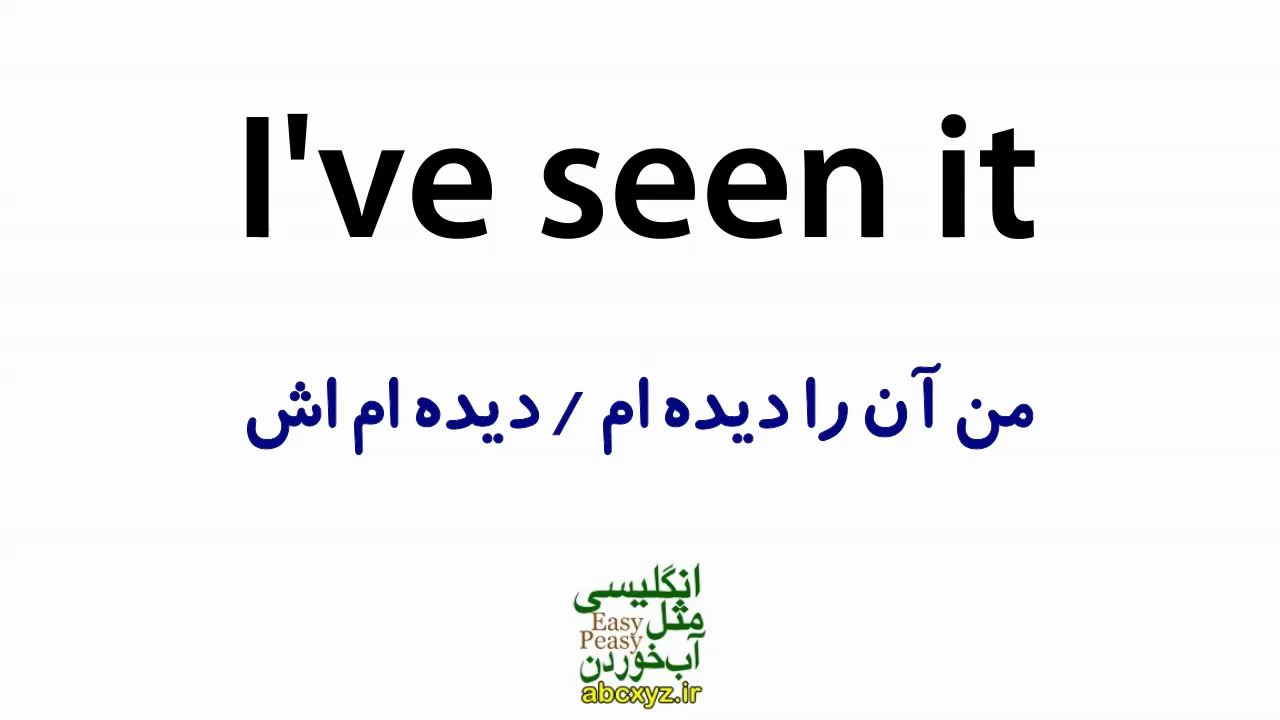 I've seen it
من آن را دیده ام / دیده ام اش
انگلیسی
مثل
Easy
Peasy
آب خوردن
abcxyz.ir